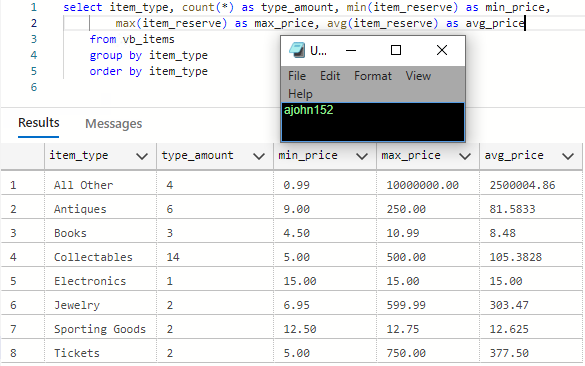 1 select item_type, count(*) as type_amount, min(item_reserve) as min_price,
2 max(item_reserve) as max_price, avg(item_reserve) as avg_price
3 from vb_items
4 group by item_type
5 order by item_type
6
U...
File Edit Format View
Help
ajohn152
Results Messages
item_type type_amount min_price max_price avg_price
1 All Other 4 0.99 10000000.00 2500004.86
2 Antiques 6 9.00 250.00 81.5833
3 Books 3 4.50 10.99 8.48
4 Collectables 14 5.00 500.00 105.3828
5 Electronics 1 15.00 15.00 15.00
6 Jewelry 2 6.95 599.99 303.47
7 Sporting Goods 2 12.50 12.75 12.625
8 Tickets 2 5.00 750.00 377.50